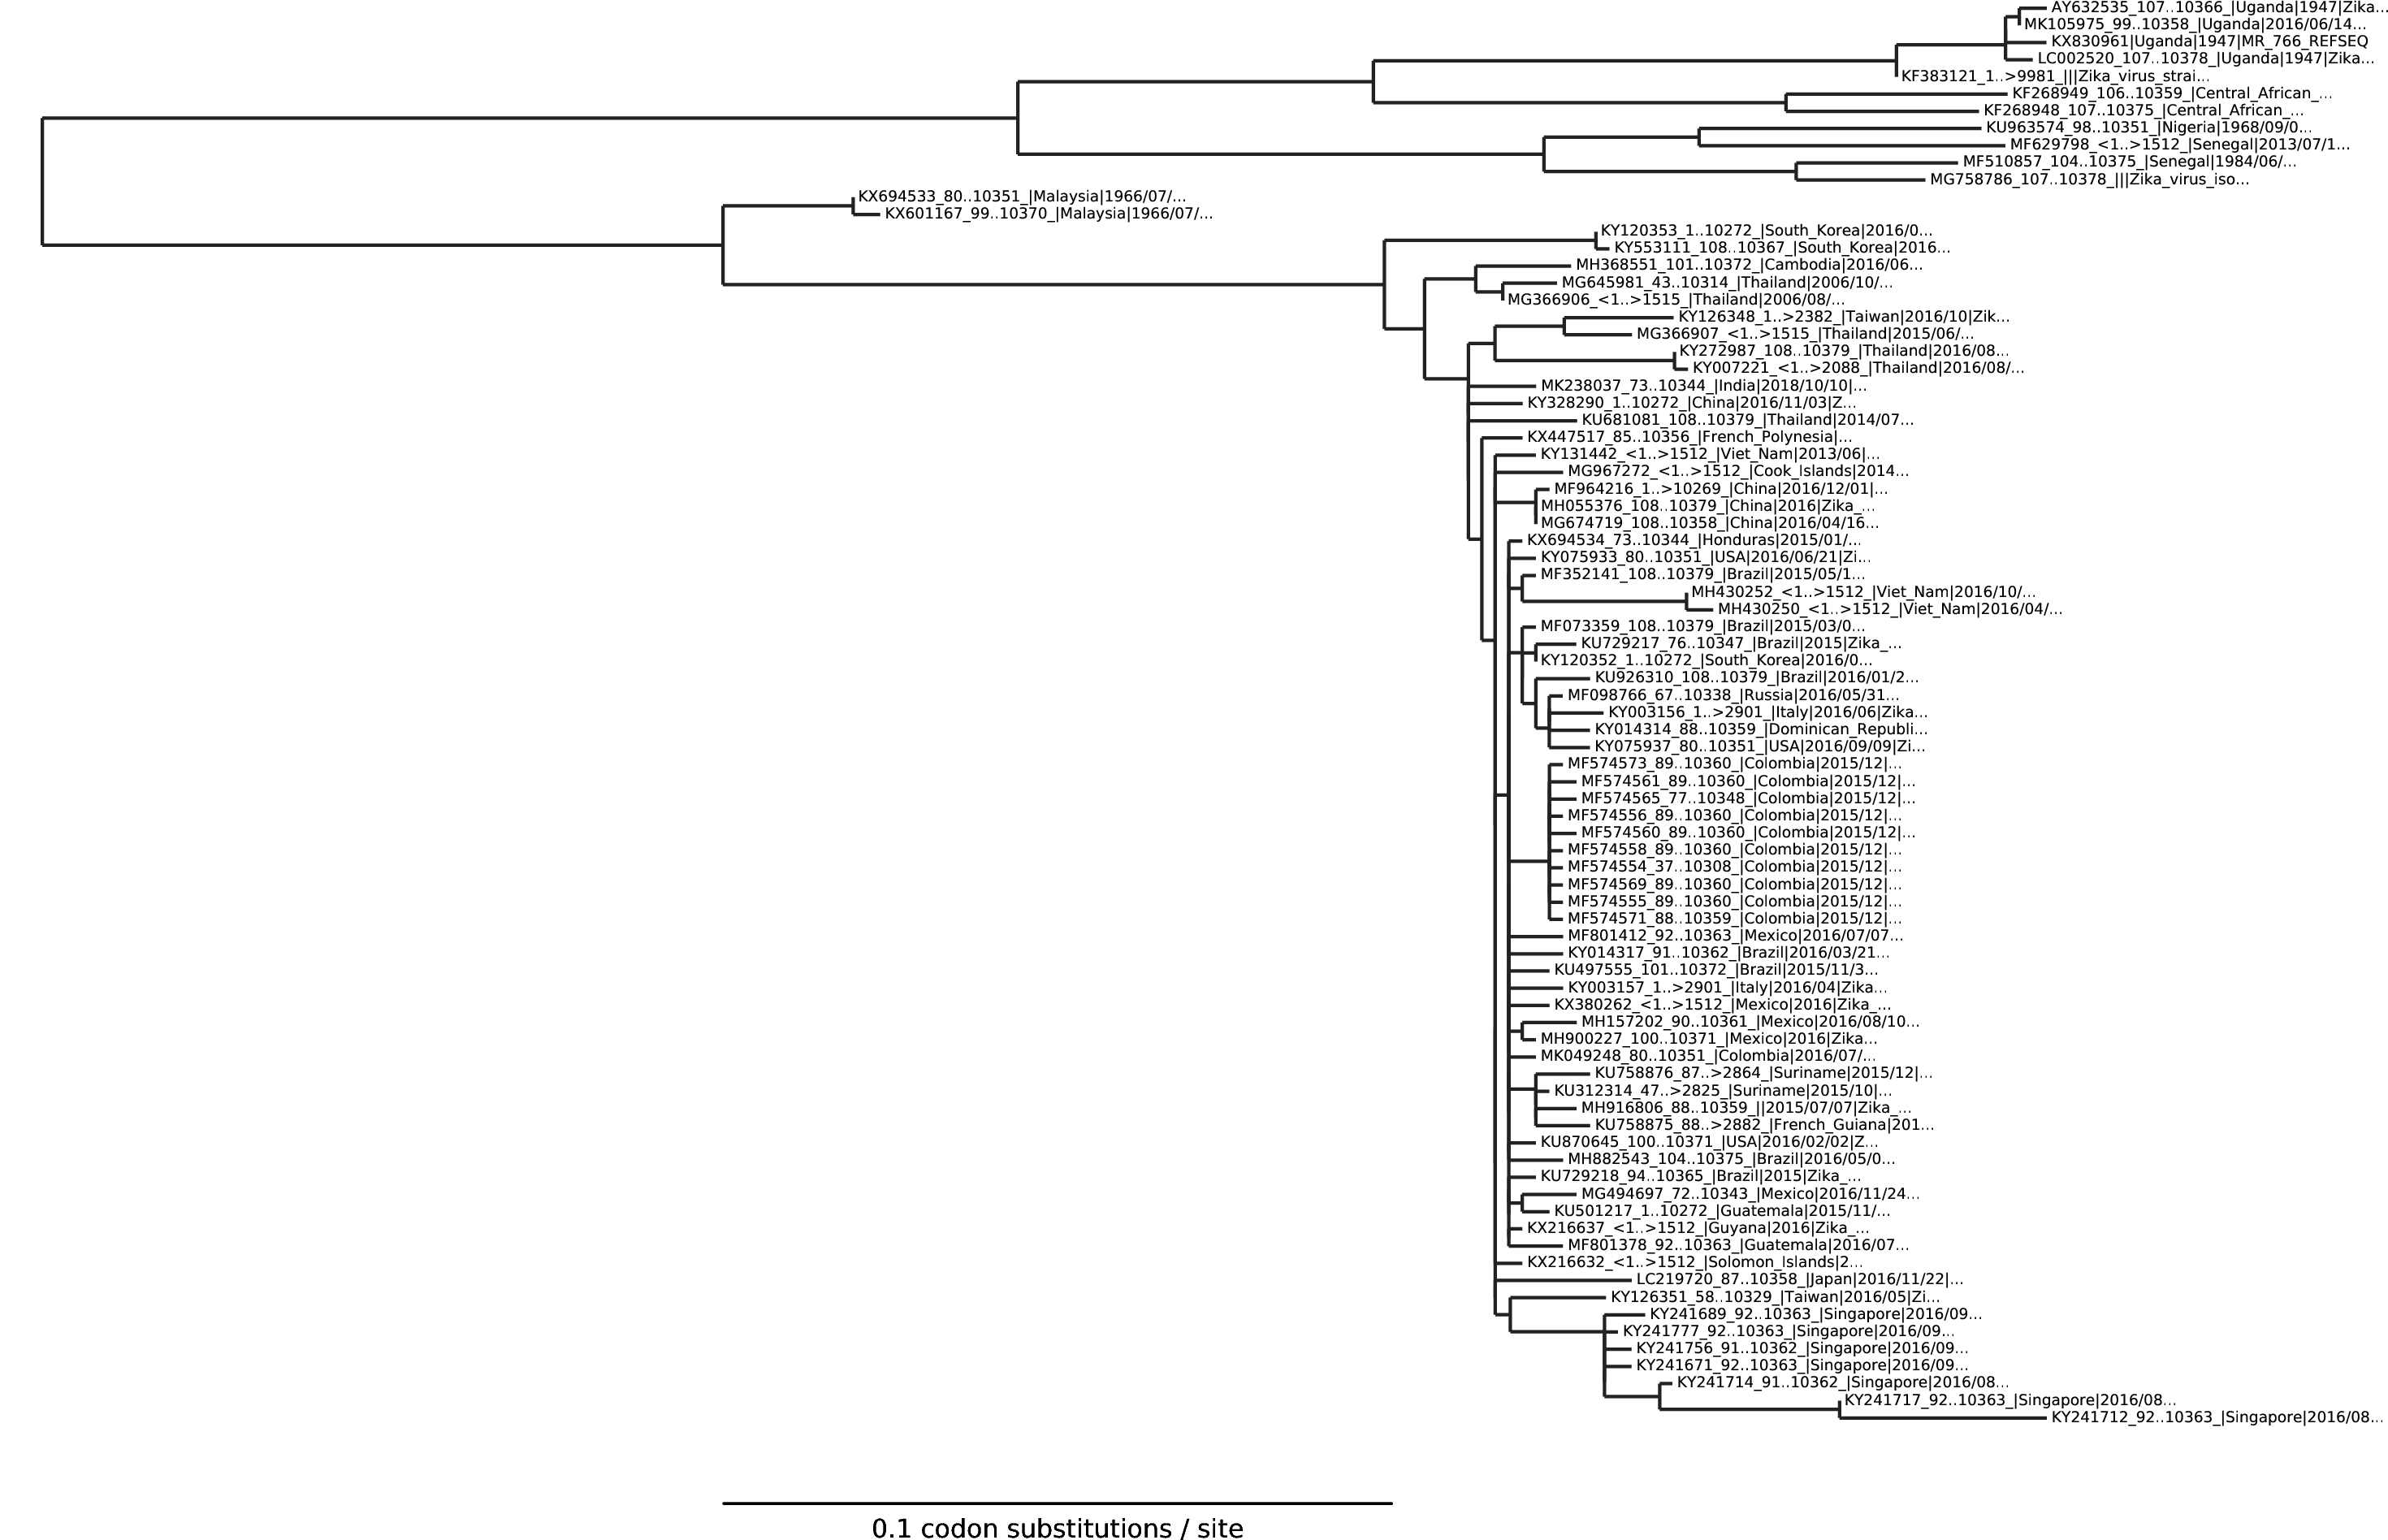 AY632535_107..10366_|Uganda|1947|Zika...
MK105975_99..10358_|Uganda|2016/06/14...
KX830961|Uganda|1947|MR_766_REFSEQ
LC002520_107..10378_|Uganda|1947|Zika...
KF383121_1..>9981_|||Zika_virus_strai...
KF268949_106..10359_|Central_African_...
KF268948_107..10375_|Central_African_...
KU963574_98..10351_|Nigeria|1968/09/0...
MF629798_<1..>1512_|Senegal|2013/07/1...
MF510857_104..10375_|Senegal|1984/06/...
MG758786_107..10378_|||Zika_virus_iso...
KX694533_80..10351_|Malaysia|1966/07/...
KX601167_99..10370_|Malaysia|1966/07/...
KY120353_1..10272_|South_Korea|2016/0...
KY553111_108..10367_|South_Korea|2016...
MH368551_101..10372_|Cambodia|2016/06...
MG645981_43..10314_|Thailand|2006/10/...
MG366906_<1..>1515_|Thailand|2006/08/...
KY126348_1..>2382_|Taiwan|2016/10|Zik...
MG366907_<1..>1515_|Thailand|2015/06/...
KY272987_108..10379_|Thailand|2016/08...
KY007221_<1..>2088_|Thailand|2016/08/...
MK238037_73..10344_|India|2018/10/10|...
KY328290_1..10272_|China|2016/11/03|Z...
KU681081_108..10379_|Thailand|2014/07...
KX447517_85..10356_|French_Polynesia|...
KY131442_<1..>1512_|Viet_Nam|2013/06|...
MG967272_<1..>1512_|Cook_Islands|2014...
MF964216_1..>10269_|China|2016/12/01|...
MH055376_108..10379_|China|2016|Zika_...
MG674719_108..10358_|China|2016/04/16...
KX694534_73..10344_|Honduras|2015/01/...
KY075933_80..10351_|USA|2016/06/21|Zi...
MF352141_108..10379_|Brazil|2015/05/1...
MH430252_<1..>1512_|Viet_Nam|2016/10/...
MH430250_<1..>1512_|Viet_Nam|2016/04/...
MF073359_108..10379_|Brazil|2015/03/0...
KU729217_76..10347_|Brazil|2015|Zika_...
KY120352_1..10272_|South_Korea|2016/0...
KU926310_108..10379_|Brazil|2016/01/2...
MF098766_67..10338_|Russia|2016/05/31...
KY003156_1..>2901_|Italy|2016/06|Zika...
KY014314_88..10359_|Dominican_Republi...
KY075937_80..10351_|USA|2016/09/09|Zi...
MF574573_89..10360_|Colombia|2015/12|...
MF574561_89..10360_|Colombia|2015/12|...
MF574565_77..10348_|Colombia|2015/12|...
MF574556_89..10360_|Colombia|2015/12|...
MF574560_89..10360_|Colombia|2015/12|...
MF574558_89..10360_|Colombia|2015/12|...
MF574554_37..10308_|Colombia|2015/12|...
MF574569_89..10360_|Colombia|2015/12|...
MF574555_89..10360_|Colombia|2015/12|...
MF574571_88..10359_|Colombia|2015/12|...
MF801412_92..10363_|Mexico|2016/07/07...
KY014317_91..10362_|Brazil|2016/03/21...
KU497555_101..10372_|Brazil|2015/11/3...
KY003157_1..>2901_|Italy|2016/04|Zika...
KX380262_<1..>1512_|Mexico|2016|Zika_...
MH157202_90..10361_|Mexico|2016/08/10...
MH900227_100..10371_|Mexico|2016|Zika...
MK049248_80..10351_|Colombia|2016/07/...
KU758876_87..>2864_|Suriname|2015/12|...
KU312314_47..>2825_|Suriname|2015/10|...
MH916806_88..10359_||2015/07/07|Zika_...
KU758875_88..>2882_|French_Guiana|201...
KU870645_100..10371_|USA|2016/02/02|Z...
MH882543_104..10375_|Brazil|2016/05/0...
KU729218_94..10365_|Brazil|2015|Zika_...
MG494697_72..10343_|Mexico|2016/11/24...
KU501217_1..10272_|Guatemala|2015/11/...
KX216637_<1..>1512_|Guyana|2016|Zika_...
MF801378_92..10363_|Guatemala|2016/07...
KX216632_<1..>1512_|Solomon_Islands|2...
LC219720_87..10358_|Japan|2016/11/22|...
KY126351_58..10329_|Taiwan|2016/05|Zi...
KY241689_92..10363_|Singapore|2016/09...
KY241777_92..10363_|Singapore|2016/09...
KY241756_91..10362_|Singapore|2016/09...
KY241671_92..10363_|Singapore|2016/09...
KY241714_91..10362_|Singapore|2016/08...
KY241717_92..10363_|Singapore|2016/08...
KY241712_92..10363_|Singapore|2016/08...
0.1 codon substitutions / site